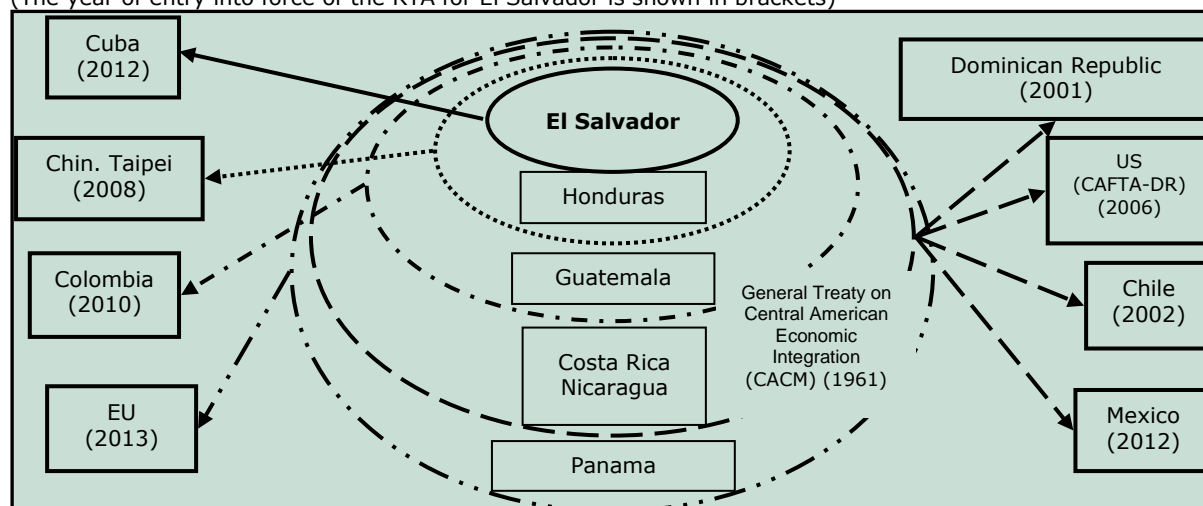 (The year of entry into force of the RTA for El Salvador is shown in brackets)
Cuba
(2012)
Chin. Taipei
(2008)
Colombia
(2010)
EU
(2013)
El Salvador
Honduras
Guatemala
Costa Rica
Nicaragua
Panama
General Treaty on
Central American
Economic
Integration
(CACM) (1961)
Dominican Republic
(2001)
US
(CAFTA-DR)
(2006)
Chile
(2002)
Mexico
(2012)